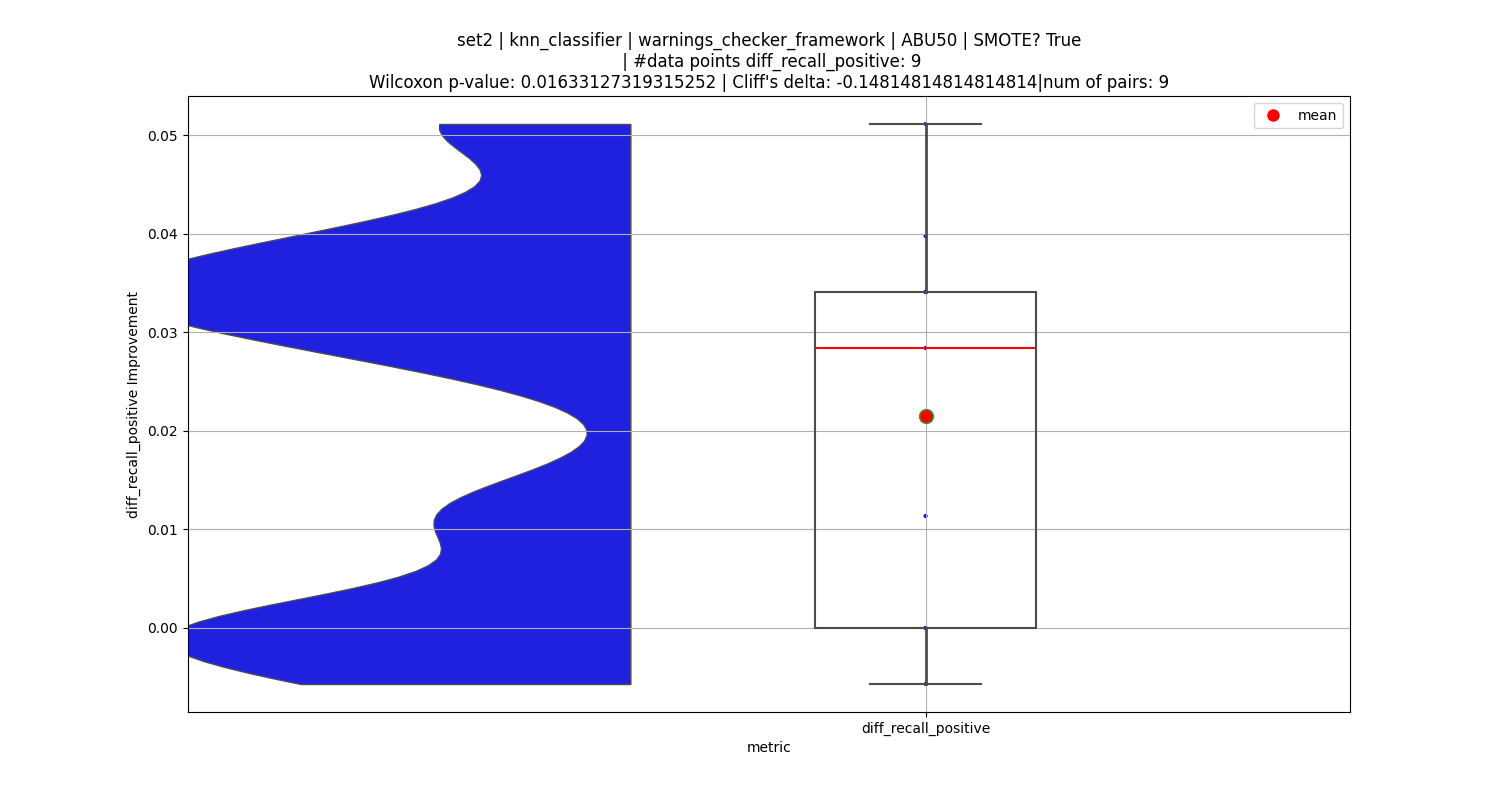 set2 | knn_classifier | warnings_checker_framework | ABU50 | SMOTE? True
| #data points diff_recall_positive: 9
Wilcoxon p-value: 0.01633127319315252 | Cliff's delta: -0.14814814814814814|num of pairs: 9
mean
0.05
0.04
0.03
0.02
0.01
0.00
diff_recall_positive Improvement
diff_recall_positive
metric